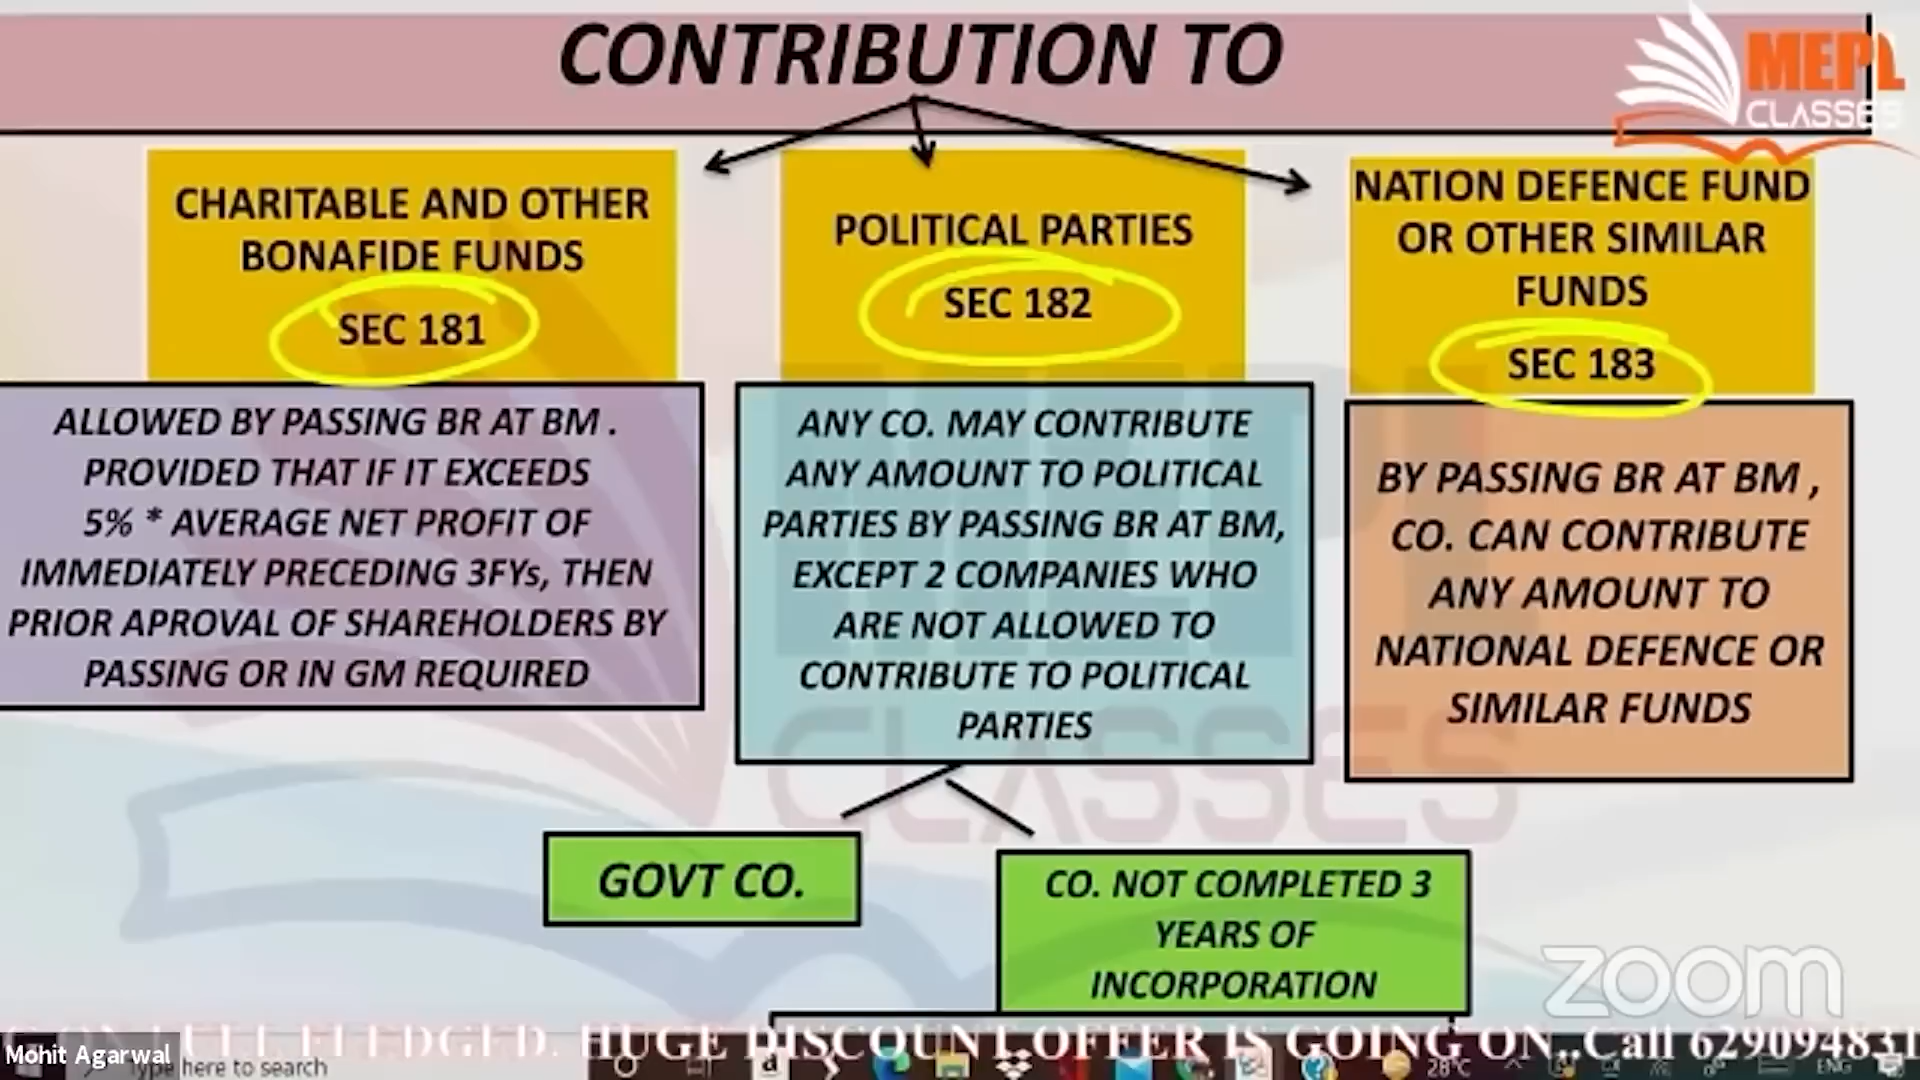 CONTRIBUTION TO
MEPL
CLASSES
CHARITABLE AND OTHER
BONAFIDE FUNDS
SEC 181
POLITICAL PARTIES
SEC 182
NATION DEFENCE FUND
OR OTHER SIMILAR
FUNDS
SEC 183
ALLOWED BY PASSING BR AT BM .
PROVIDED THAT IF IT EXCEEDS
5% * AVERAGE NET PROFIT OF
IMMEDIATELY PRECEDING 3FYs, THEN
PRIOR APROVAL OF SHAREHOLDERS BY
PASSING OR IN GM REQUIRED
ANY CO. MAY CONTRIBUTE
ANY AMOUNT TO POLITICAL
PARTIES BY PASSING BR AT BM,
EXCEPT 2 COMPANIES WHO
ARE NOT ALLOWED TO
CONTRIBUTE TO POLITICAL
PARTIES
BY PASSING BR AT BM ,
CO. CAN CONTRIBUTE
ANY AMOUNT TO
NATIONAL DEFENCE OR
SIMILAR FUNDS
CLASSES
GOVT CO.
CO. NOT COMPLETED 3
YEARS OF
INCORPORATION
zoom
FULL FLEDGED. HUGE DISCOUNT OFFER IS GOING ON..Call 629094831
Mohit Agarwal
Type here to search
28°C
ENG